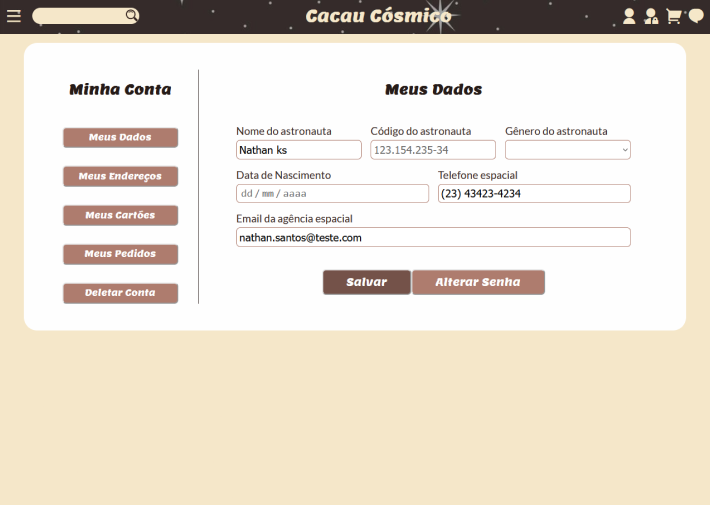 Cacau Cósmico
Minha Conta
Meus Dados
Meus Endereços
Meus Cartões
Meus Pedidos
Deletar Conta
Meus Dados
Nome do astronauta Código do astronauta Gênero do astronauta
Nathan ks 123.154.235-34
Data de Nascimento Telefone espacial
dd / mm / aaaa (23) 43423-4234
Email da agência espacial
nathan.santos@teste.com
Salvar Alterar Senha